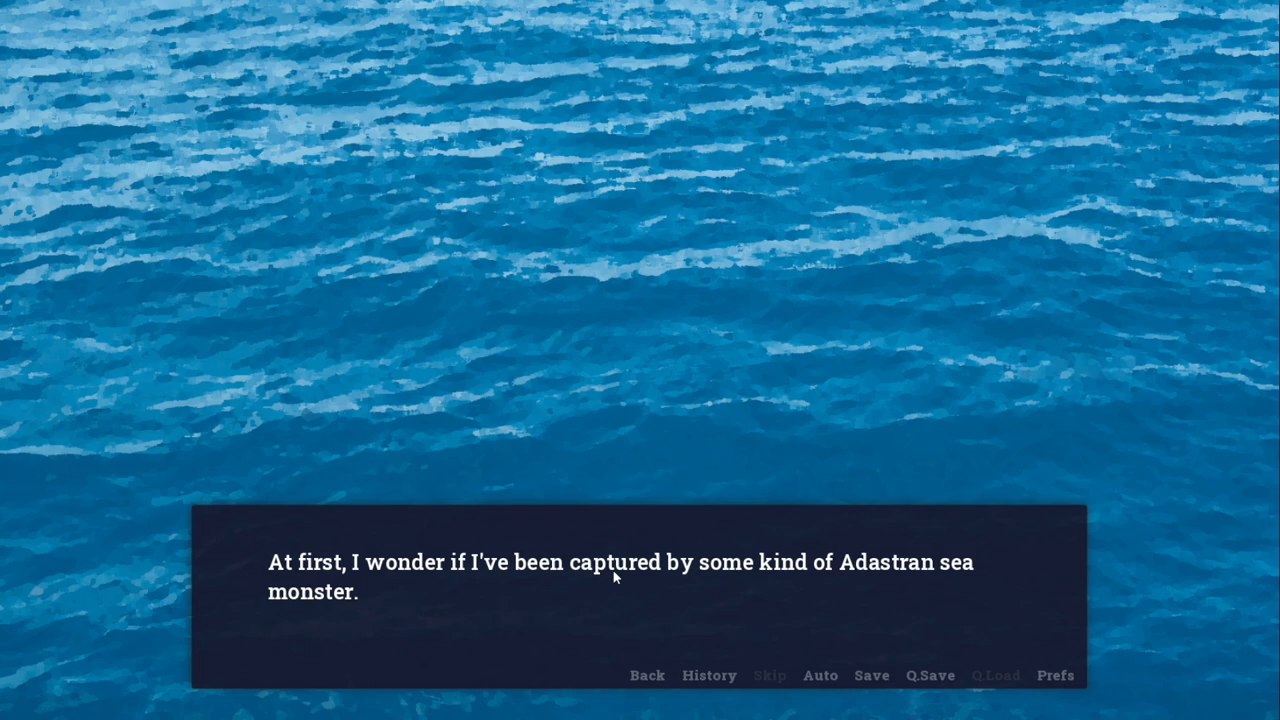 At first, I wonder if I've been captured by some kind of Adastran sea
monster.
Back History Skip Auto Save Q.Save Q.Load Prefs